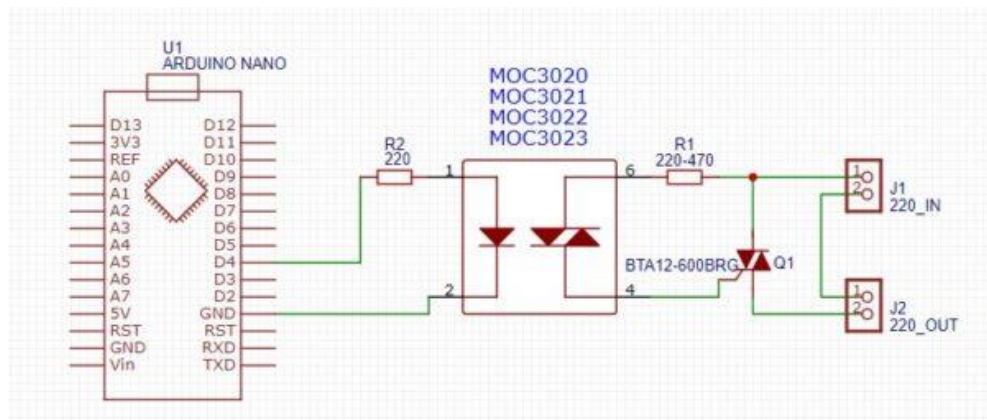 U1
ARDUINO NANO
D13
3V3
REF
A0
A1
A2
A3
A4
A5
A6
A7
5V
RST
GND
Vin
D12
D11
D10
D9
D8
D7
D6
D5
D4
D3
D2
GND
RST
RXD
TXD
R2
220
MOC3020
MOC3021
MOC3022
MOC3023
1
2
6
4
R1
220-470
BTA12-600BRG
Q1
1
2
J1
220_IN
1
2
J2
220_OUT